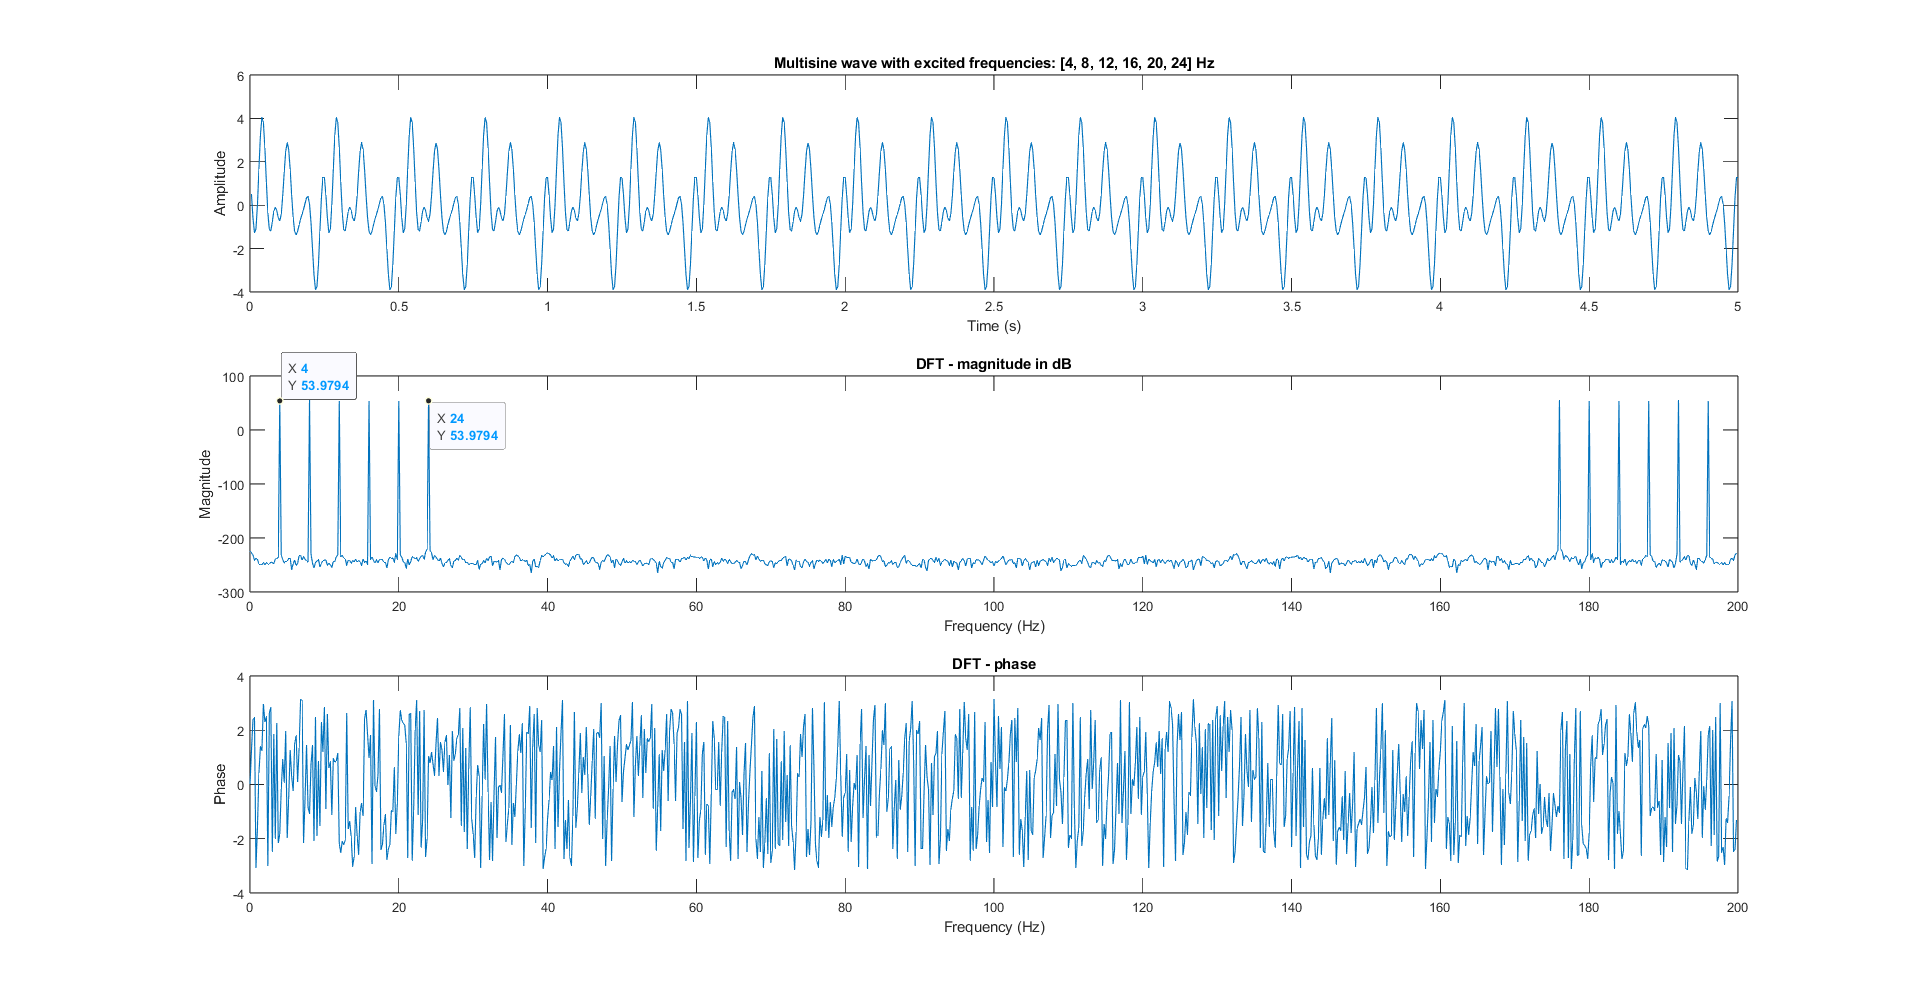 Multisine wave with excited frequencies: [4, 8, 12, 16, 20, 24] Hz
6
4
2
0
-2
-4
Amplitude
0 0.5 1 1.5 2 2.5 3 3.5 4 4.5 5
Time (s)
DFT - magnitude in dB
X 4
Y 53.9794
X 24
Y 53.9794
100
0
-100
-200
-300
Magnitude
0 20 40 60 80 100 120 140 160 180 200
Frequency (Hz)
DFT - phase
4
2
0
-2
-4
Phase
0 20 40 60 80 100 120 140 160 180 200
Frequency (Hz)